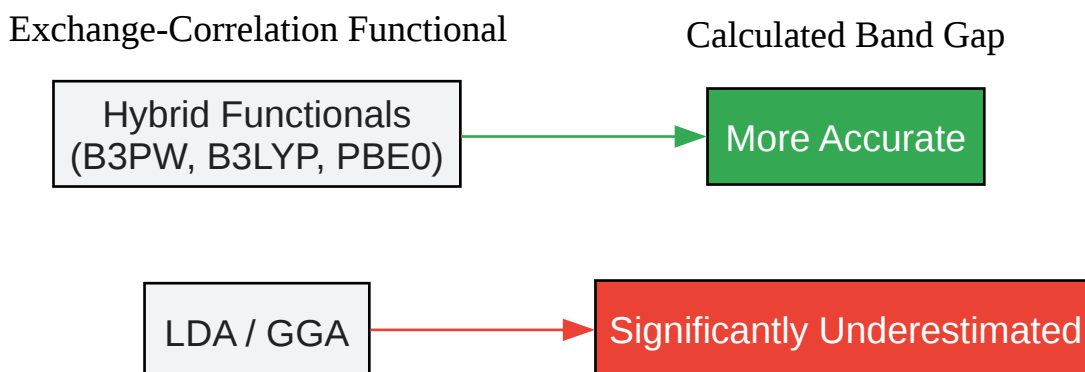 Exchange-Correlation Functional
Calculated Band Gap
Hybrid Functionals
(B3PW, B3LYP, PBE0)
More Accurate
LDA / GGA
Significantly Underestimated